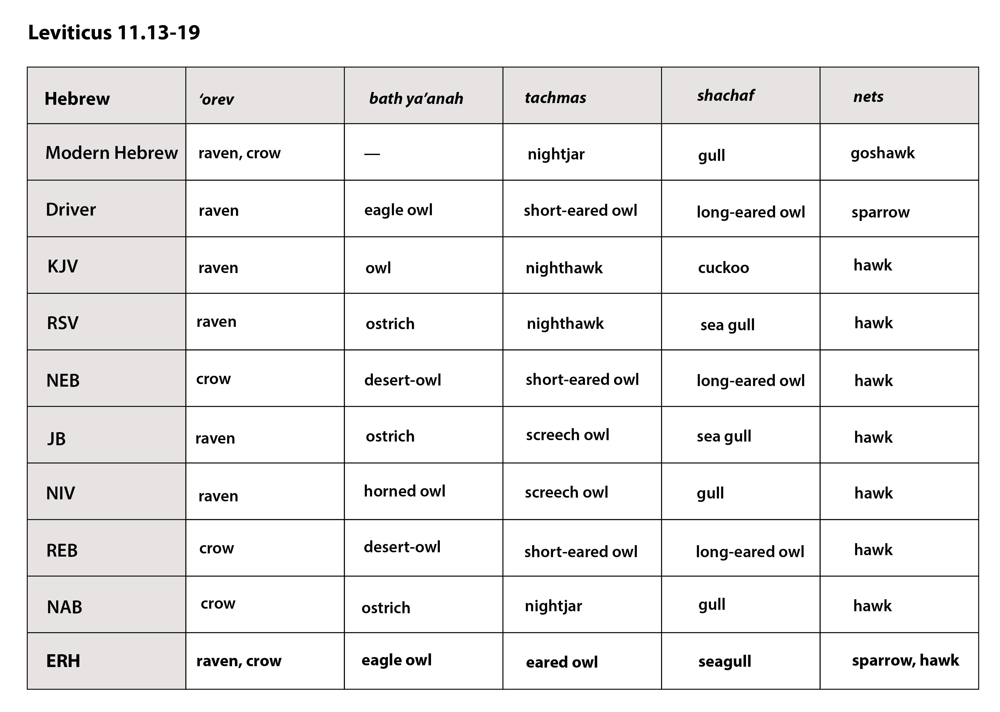 Leviticus 11.13-19
Hebrew ‘orev bath ya’anah tachmas shachaf nets
Modern Hebrew raven, crow — nightjar gull goshawk
Driver raven eagle owl short-eared owl long-eared owl sparrow
KJV raven owl nighthawk cuckoo hawk
RSV raven ostrich nighthawk sea gull hawk
NEB crow desert-owl short-eared owl long-eared owl hawk
JB raven ostrich screech owl sea gull hawk
NIV raven horned owl screech owl gull hawk
REB crow desert-owl short-eared owl long-eared owl hawk
NAB crow ostrich nightjar gull hawk
ERH raven, crow eagle owl eared owl seagull sparrow, hawk